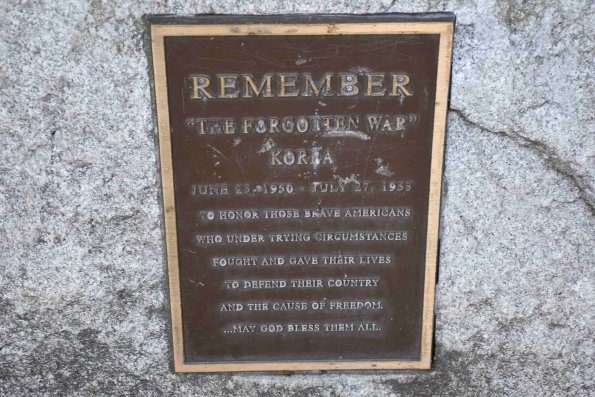 REMEMBER
"THE FORGOTTEN WAR"
KOREA
JUNE 25, 1950 - JULY 27, 1953
TO HONOR THOSE BRAVE AMERICANS
WHO UNDER TRYING CIRCUMSTANCES
FOUGHT AND GAVE THEIR LIVES
TO DEFEND THEIR COUNTRY
AND THE CAUSE OF FREEDOM.
...MAY GOD BLESS THEM ALL.